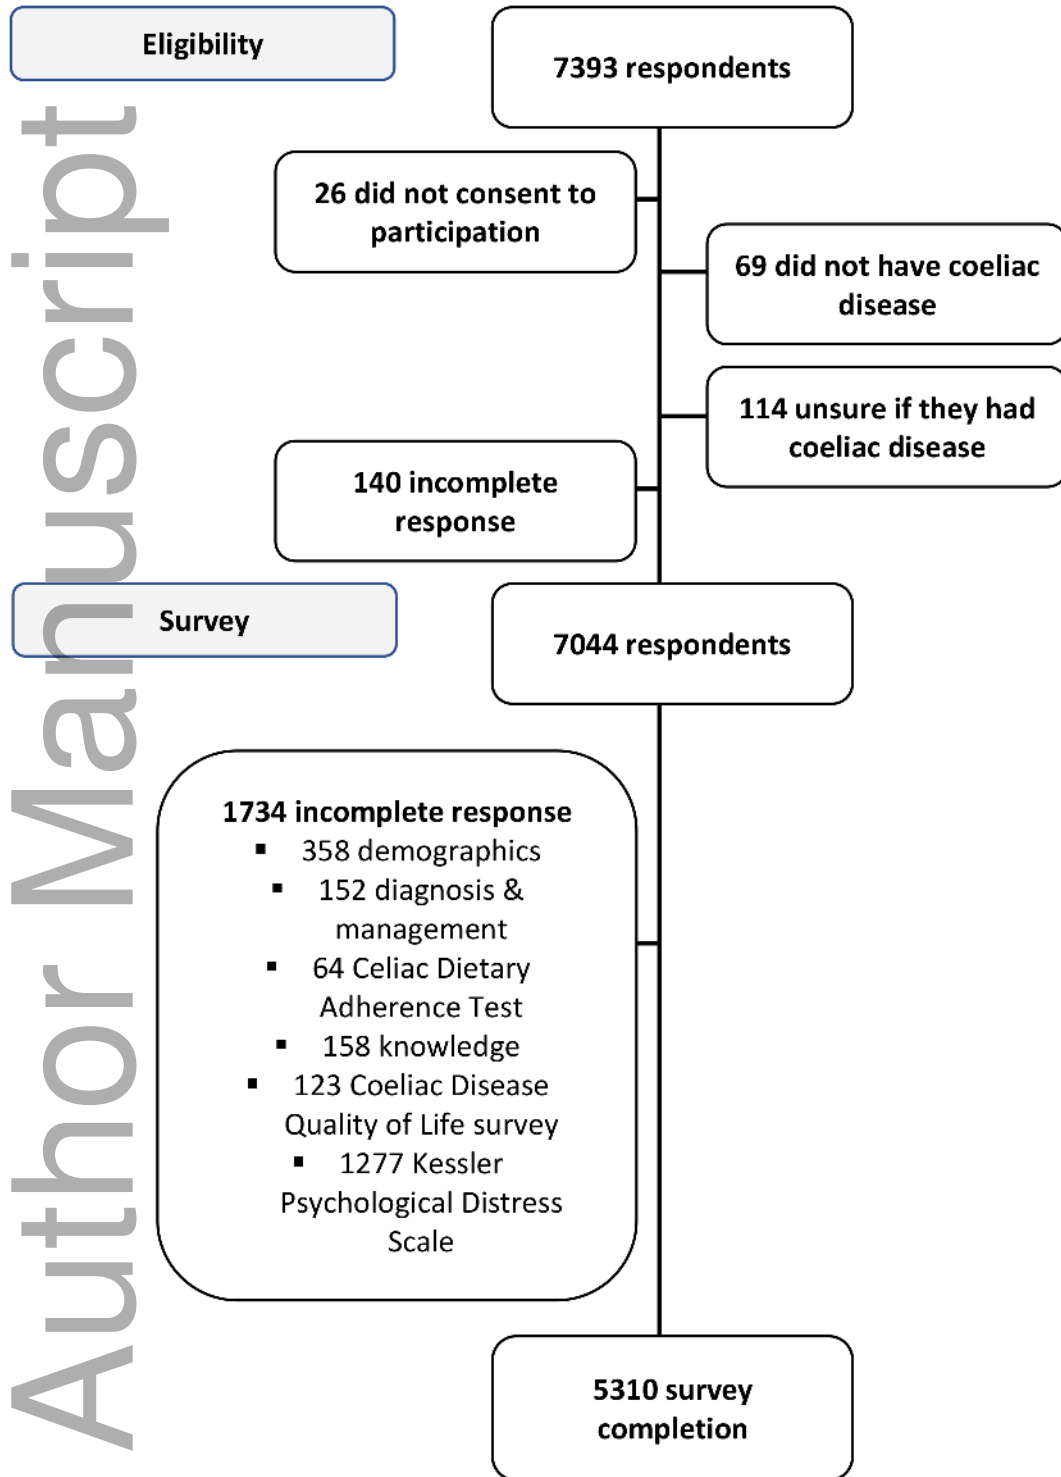 Eligibility
7393 respondents
26 did not consent to
participation
69 did not have coeliac
disease
114 unsure if they had
coeliac disease
140 incomplete
response
Survey
7044 respondents
1734 incomplete response
▪ 358 demographics
▪ 152 diagnosis &
management
▪ 64 Celiac Dietary
Adherence Test
▪ 158 knowledge
▪ 123 Coeliac Disease
Quality of Life survey
▪ 1277 Kessler
Psychological Distress
Scale
5310 survey
completion
Author Manuscript